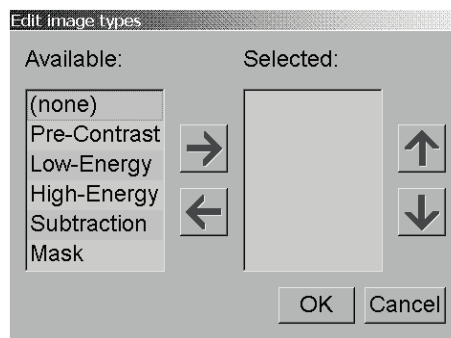 Edit image types
Available:
Selected:
(none)
Pre-Contrast
Low-Energy
High-Energy
Subtraction
Mask
OK
Cancel